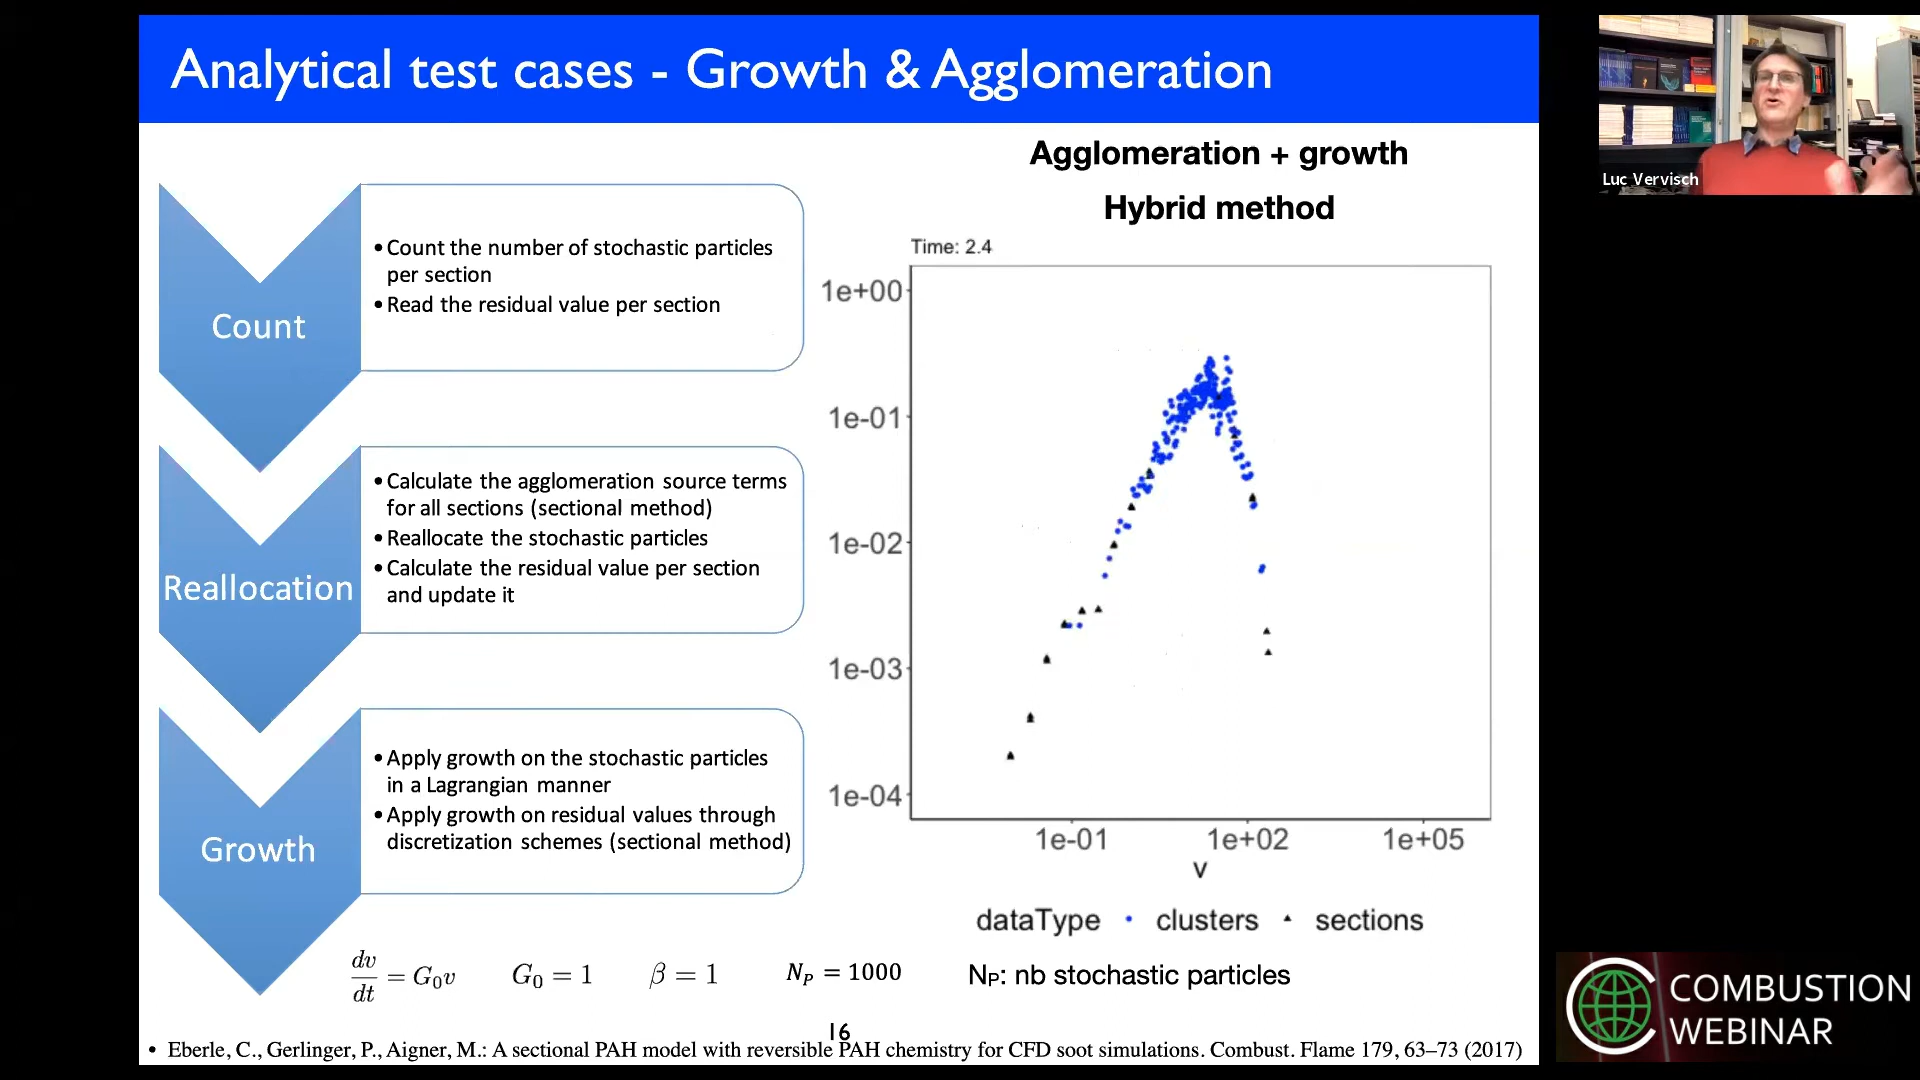 Analytical test cases - Growth & Agglomeration
Luc Vervisch
Count
• Count the number of stochastic particles
per section
• Read the residual value per section
Reallocation
• Calculate the agglomeration source terms
for all sections (sectional method)
• Reallocate the stochastic particles
• Calculate the residual value per section
and update it
Growth
• Apply growth on the stochastic particles
in a Lagrangian manner
• Apply growth on residual values through
discretization schemes (sectional method)
Agglomeration + growth
Hybrid method
Time: 2.4
1e+00
1e-01
1e-02
1e-03
1e-04
1e-01 1e+02 1e+05
v
dataType • clusters ▲ sections
dv/dt = G₀v G₀ = 1 β = 1 N_P = 1000 N_P: nb stochastic particles
16
• Eberle, C., Gerlinger, P., Aigner, M.: A sectional PAH model with reversible PAH chemistry for CFD soot simulations. Combust. Flame 179, 63–73 (2017)
COMBUSTION
WEBINAR